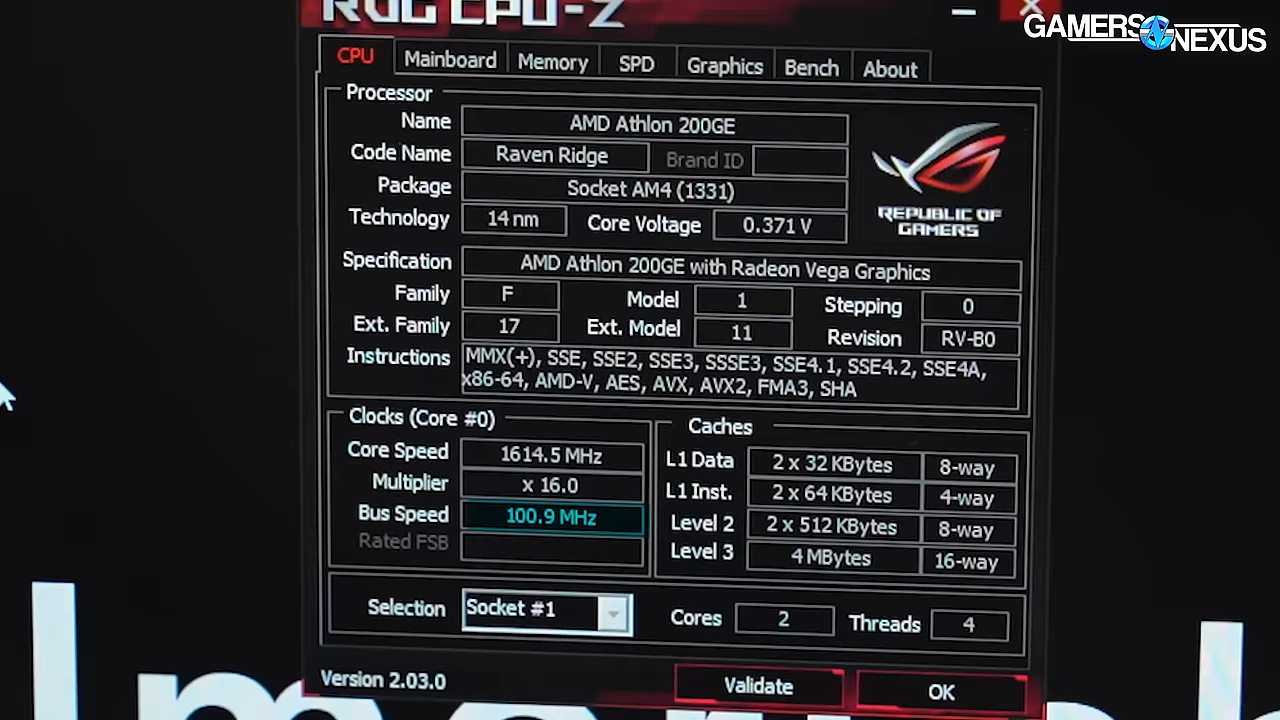 ROG CPU-Z
GAMERS NEXUS
CPU Mainboard Memory SPD Graphics Bench About
Processor
Name AMD Athlon 200GE
Code Name Raven Ridge Brand ID
Package Socket AM4 (1331)
Technology 14 nm Core Voltage 0.371 V
REPUBLIC OF
GAMERS
Specification AMD Athlon 200GE with Radeon Vega Graphics
Family F Model 1 Stepping 0
Ext. Family 17 Ext. Model 11 Revision RV-B0
Instructions MMX(+), SSE, SSE2, SSE3, SSSE3, SSE4.1, SSE4.2, SSE4A,
x86-64, AMD-V, AES, AVX, AVX2, FMA3, SHA
Clocks (Core #0)
Core Speed 1614.5 MHz
Multiplier x 16.0
Bus Speed 100.9 MHz
Rated FSB
Caches
L1 Data 2 x 32 KBytes 8-way
L1 Inst. 2 x 64 KBytes 4-way
Level 2 2 x 512 KBytes 8-way
Level 3 4 MBytes 16-way
Selection Socket #1 Cores 2 Threads 4
Version 2.03.0 Validate OK